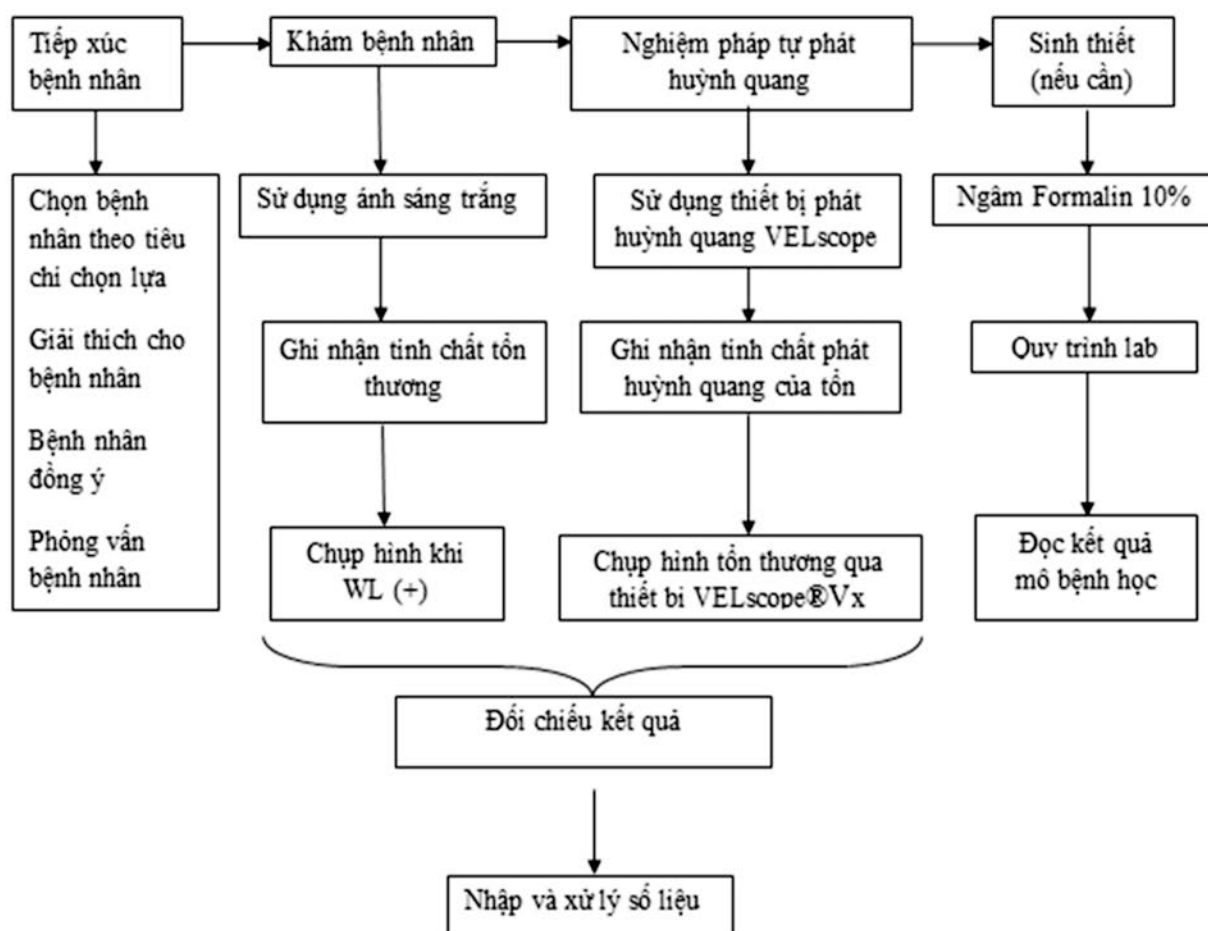 Tiếp xúc
bệnh nhân
Khám bệnh nhân
Nghiệm pháp tự phát
huỳnh quang
Sinh thiết
(nếu cần)
Chọn bệnh
nhân theo tiêu
chi chọn lựa
Giải thich cho
bệnh nhân
Bệnh nhân
đồng ý
Phỏng vấn
bệnh nhân
Sử dụng ánh sáng trắng
Ghi nhận tinh chất tổn
thương
Chụp hình khi
WL (+)
Sử dụng thiết bị phát
huỳnh quang VELscope
Ghi nhận tinh chất phát
huỳnh quang của tổn
Chụp hình tổn thương qua
thiết bi VELscope®Vx
Ngâm Formalin 10%
Quy trình lab
Đọc kết quả
mô bệnh học
Đối chiếu kết quả
Nhập và xử lý số liệu